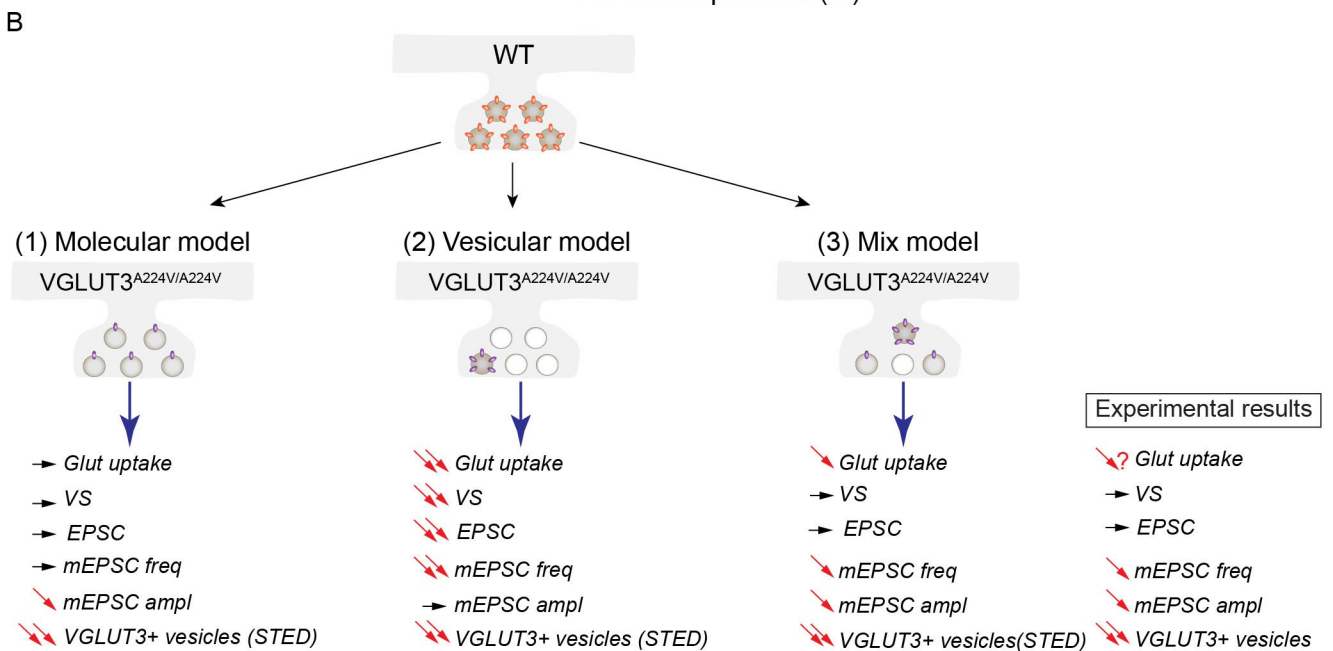 B
WT
(1) Molecular model
(2) Vesicular model
(3) Mix model
VGLUT3A224V/A224V
VGLUT3A224V/A224V
VGLUT3A224V/A224V
Glut uptake
VS
EPSC
mEPSC freq
mEPSC ampl
VGLUT3+ vesicles (STED)
Glut uptake
VS
EPSC
mEPSC freq
mEPSC ampl
VGLUT3+ vesicles (STED)
Glut uptake
VS
EPSC
mEPSC freq
mEPSC ampl
VGLUT3+ vesicles(STED)
Experimental results
? Glut uptake
VS
EPSC
mEPSC freq
mEPSC ampl
VGLUT3+ vesicles